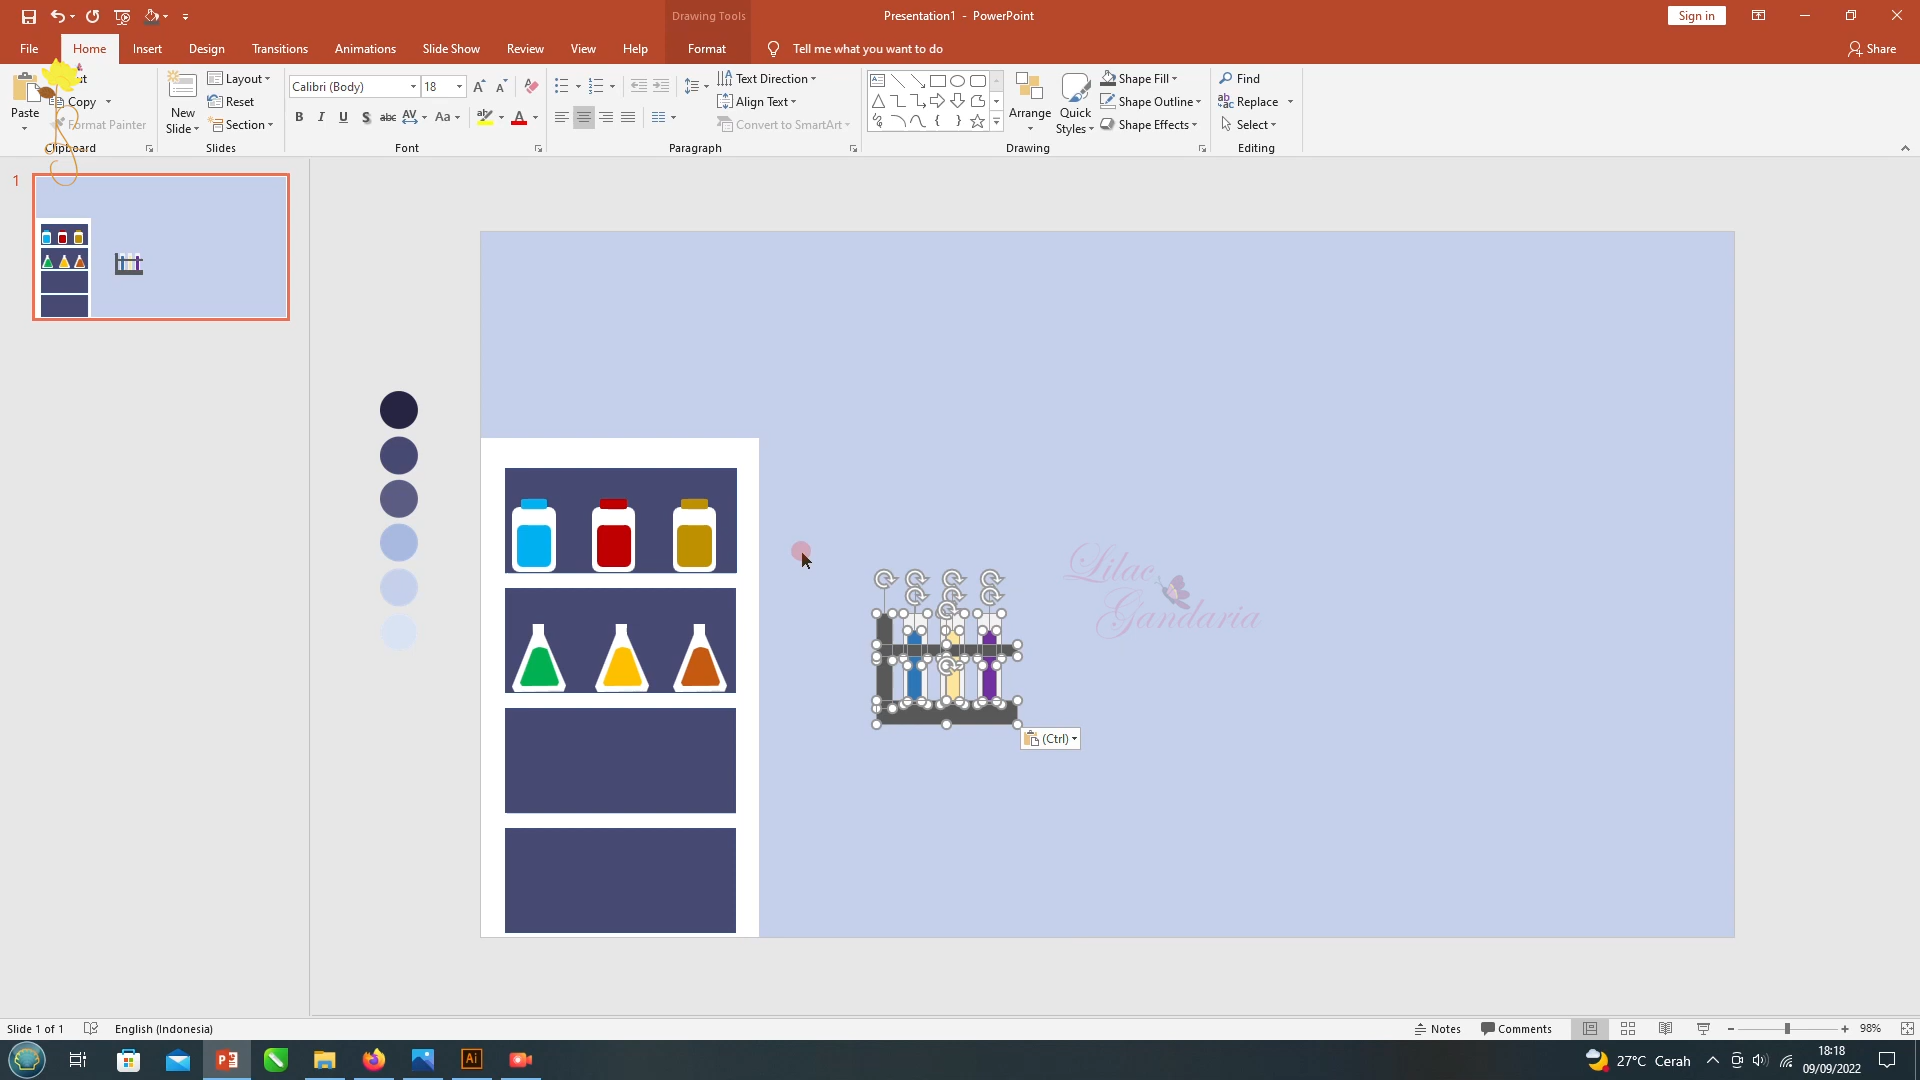 Drawing Tools
Presentation1 - PowerPoint
Sign in
File
Home
Insert
Design
Transitions
Animations
Slide Show
Review
View
Help
Format
Tell me what you want to do
Share
Paste
Copy
Format Painter
Clipboard
New
Slide
Layout
Reset
Section
Slides
Calibri (Body)
18
B
I
U
S
abc
AV
Aa
A
Font
Text Direction
Align Text
Convert to SmartArt
Paragraph
Arrange
Quick
Styles
Shape Fill
Shape Outline
Shape Effects
Drawing
Find
Replace
Select
Editing
1
Lilac
Gandaria
(Ctrl)
Slide 1 of 1
English (Indonesia)
Notes
Comments
98%
Ai
27°C Cerah
18:18
09/09/2022